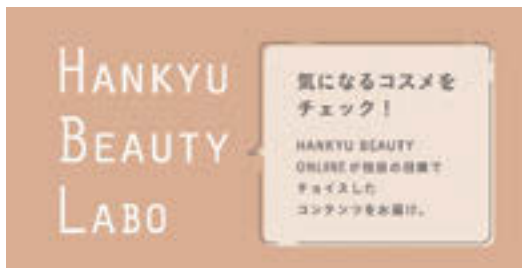 HANKYU
BEAUTY
LABO
気になるコスメを
チェック!
HANKYU BEAUTY
ONLINEが独自の目線で
チョイスした
コンテンツをお届け。